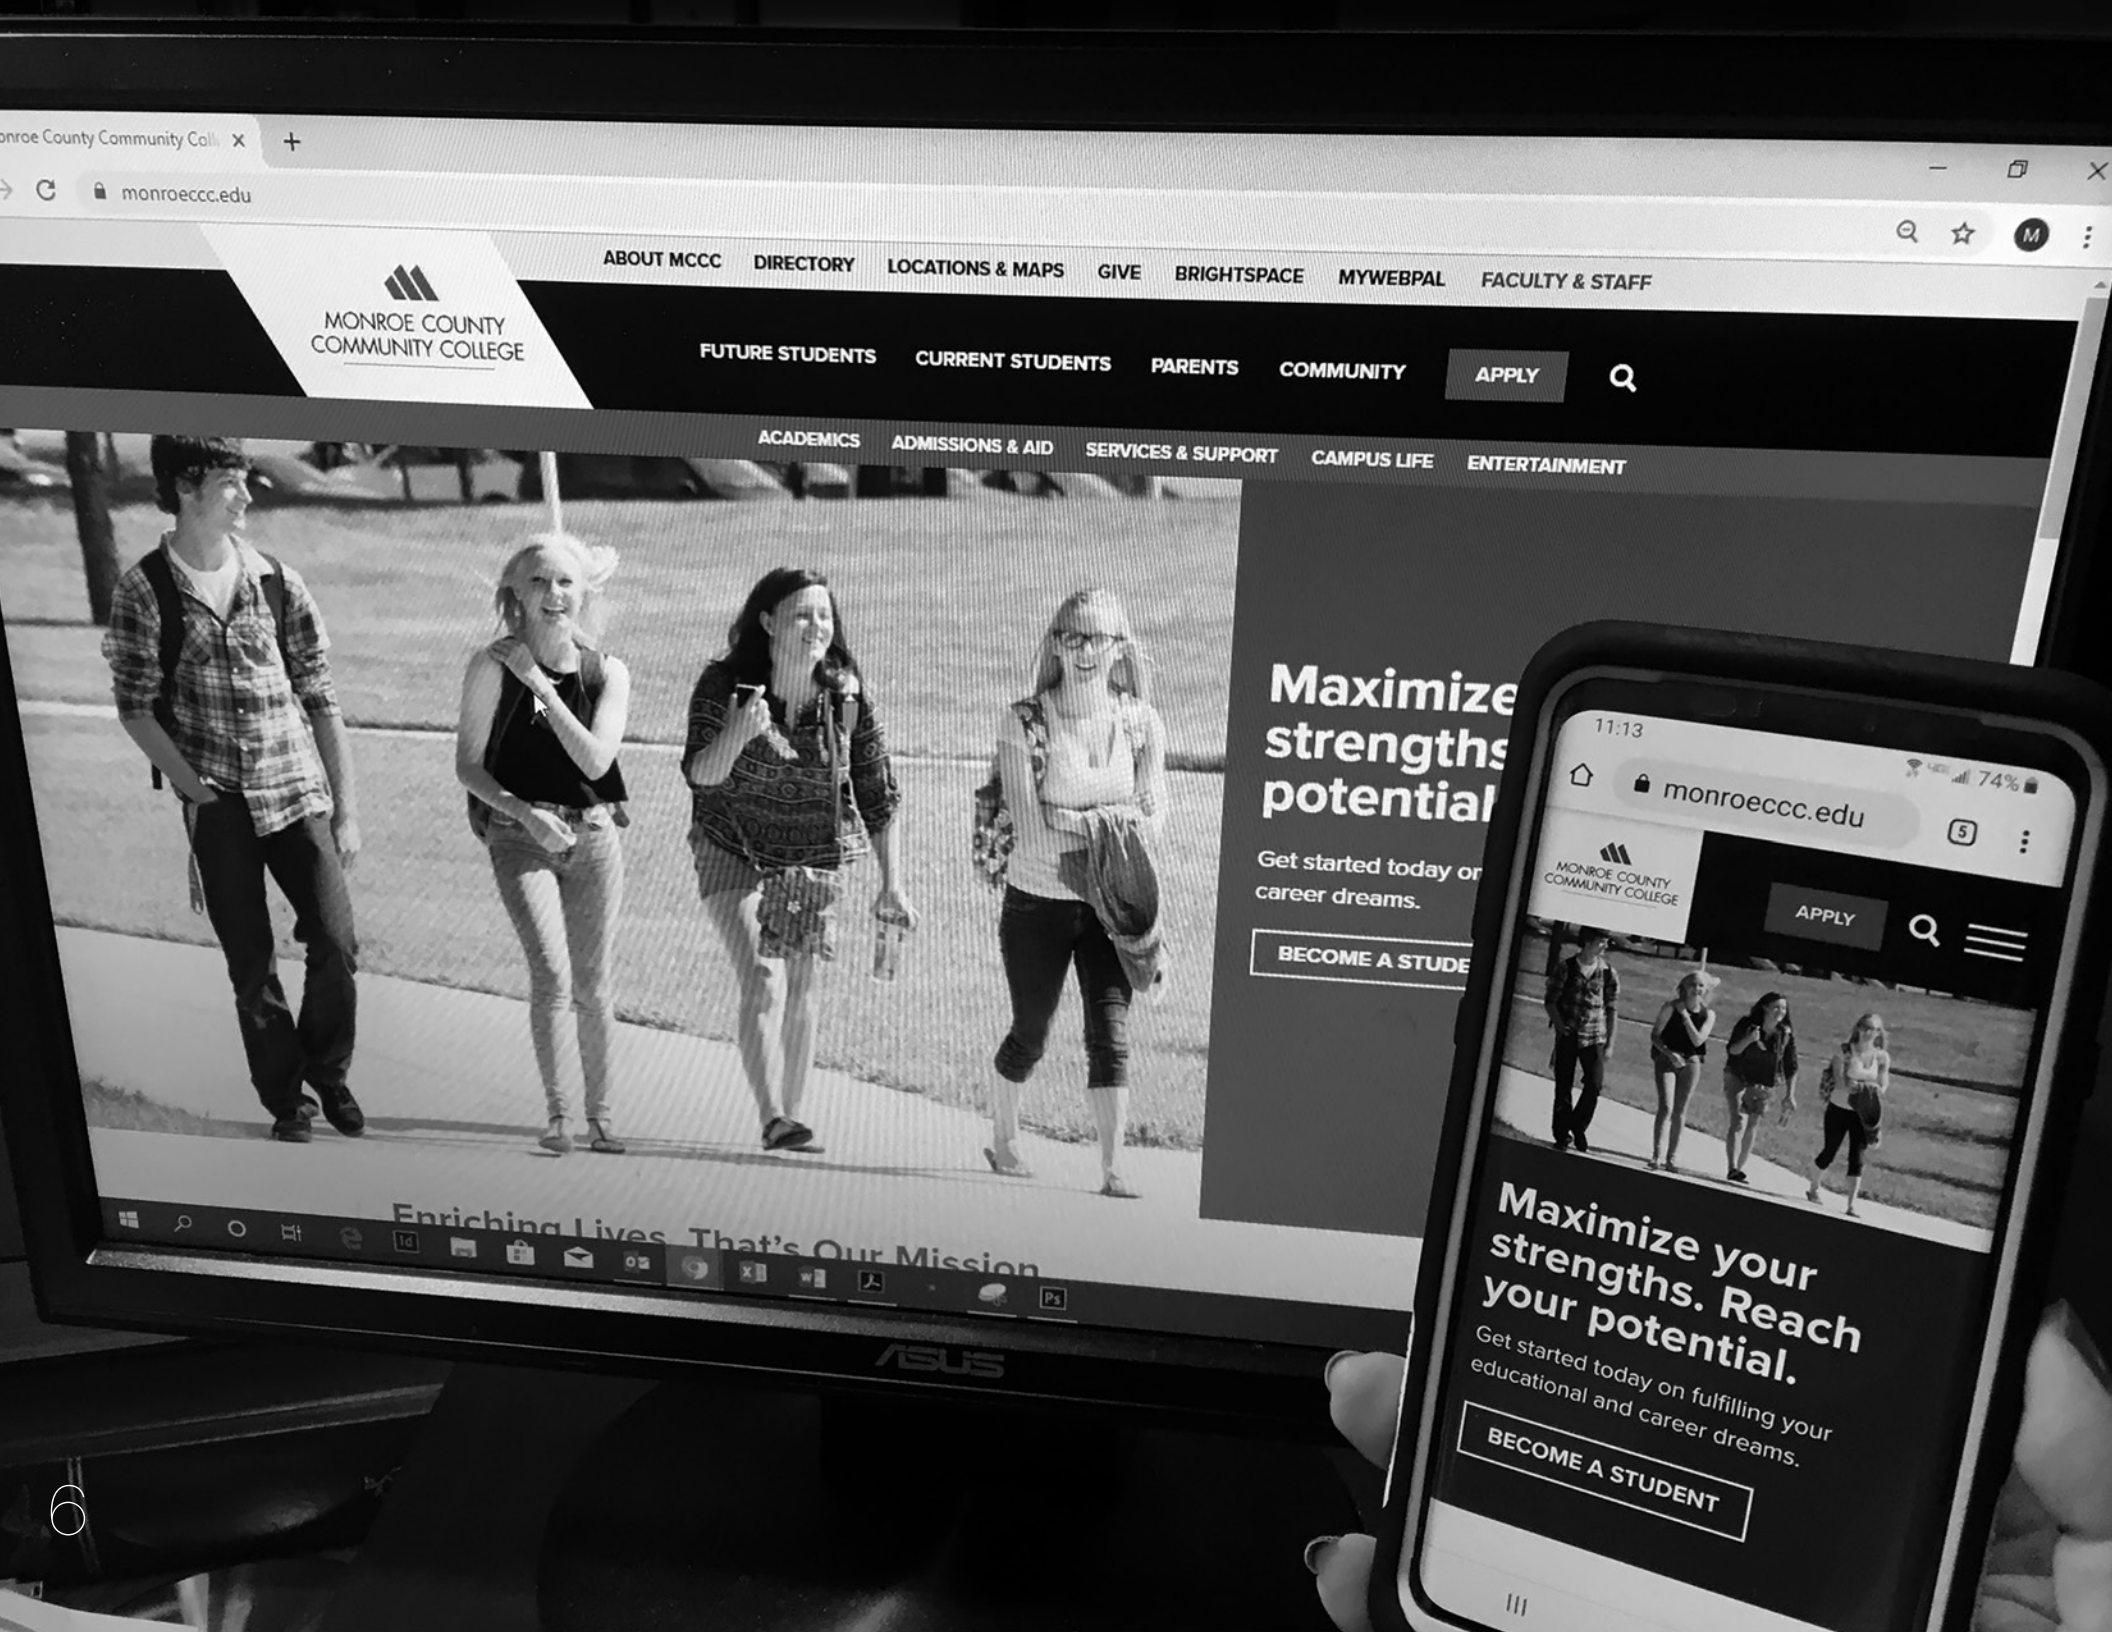 onroe County Community Coll
monroeccc.edu
M
ABOUT MCCC DIRECTORY LOCATIONS & MAPS GIVE BRIGHTSPACE MYWEBPAL FACULTY & STAFF
MONROE COUNTY
COMMUNITY COLLEGE
FUTURE STUDENTS CURRENT STUDENTS PARENTS COMMUNITY APPLY
ACADEMICS ADMISSIONS & AID SERVICES & SUPPORT CAMPUS LIFE ENTERTAINMENT
Maximize
strengths
potential
Get started today or
career dreams.
BECOME A STUDE
Enriching Lives. That's Our Mission
Id
Ps
ASUS
11:13
74%
monroeccc.edu
5
MONROE COUNTY
COMMUNITY COLLEGE
APPLY
Maximize your
strengths. Reach
your potential.
Get started today on fulfilling your
educational and career dreams.
BECOME A STUDENT
6